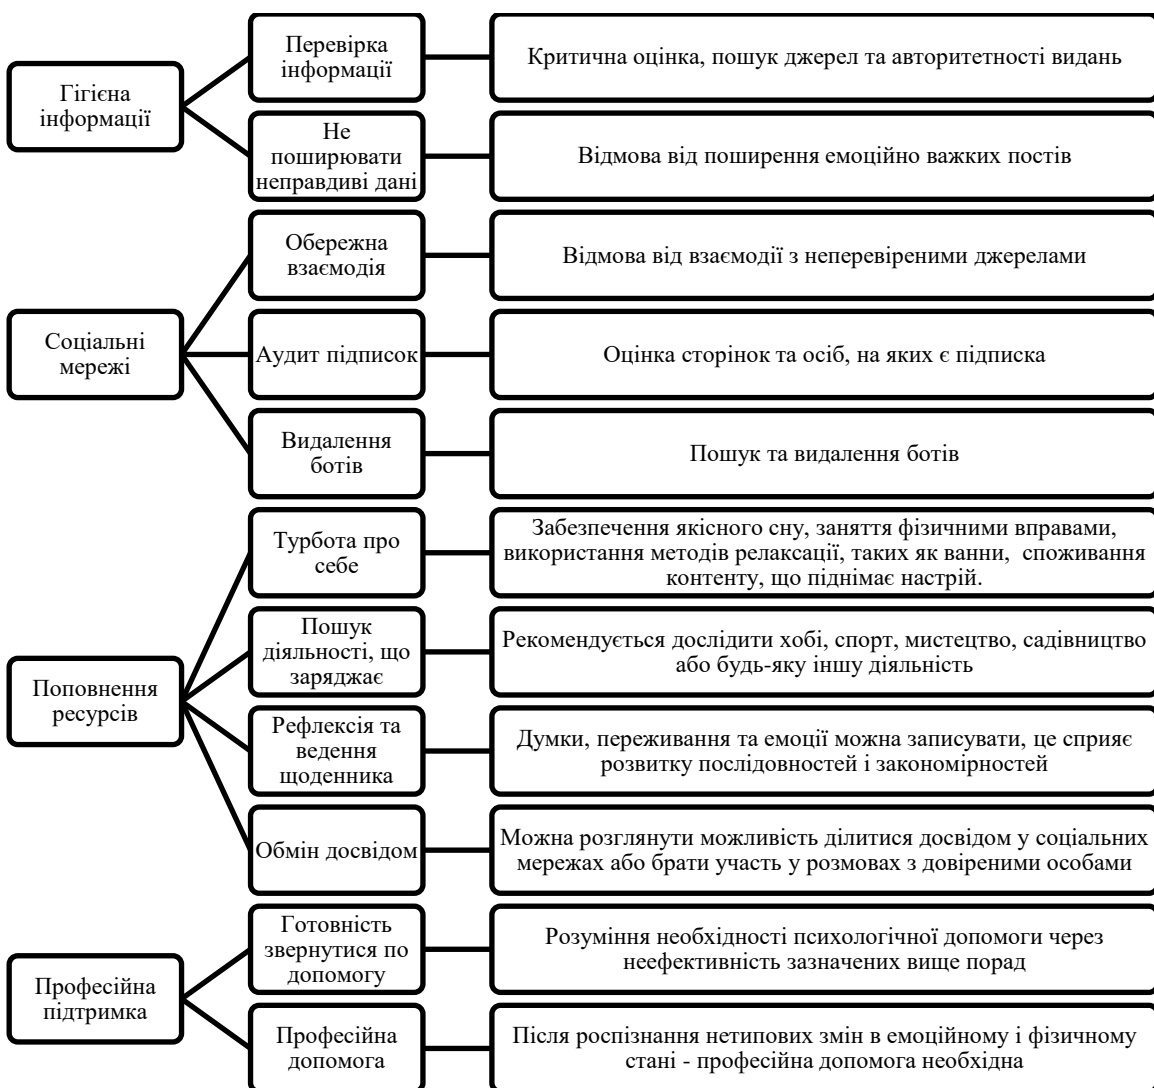 Гігієна
інформації
Перевірка
інформації
Критична оцінка, пошук джерел та авторитетності видань
Не
поширювати
неправдиві дані
Відмова від поширення емоційно важких постів
Соціальні
мережі
Обережна
взаємодія
Відмова від взаємодії з неперевіреними джерелами
Аудит підписок
Оцінка сторінок та осіб, на яких є підписка
Видалення
ботів
Пошук та видалення ботів
Поповнення
ресурсів
Турбота про
себе
Забезпечення якісного сну, заняття фізичними вправами,
використання методів релаксації, таких як ванни, споживання
контенту, що піднімає настрій.
Пошук
діяльності, що
заряджає
Рекомендується дослідити хобі, спорт, мистецтво, садівництво
або будь-яку іншу діяльність
Рефлексія та
ведення
щоденника
Думки, переживання та емоції можна записувати, це сприяє
розвитку послідовностей і закономірностей
Обмін досвідом
Можна розглянути можливість ділитися досвідом у соціальних
мережах або брати участь у розмовах з довіреними особами
Професійна
підтримка
Готовність
звернутися по
допомогу
Розуміння необхідності психологічної допомоги через
неефективність зазначених вище порад
Професійна
допомога
Після роспізнання нетипових змін в емоційному і фізичному
стані - професійна допомога необхідна